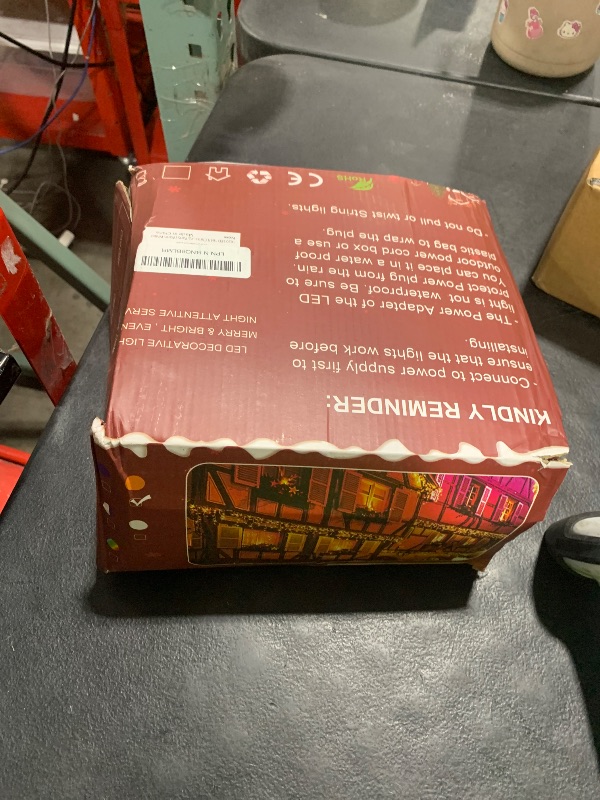 KINDLY REMINDER:
- Connect to power supply first to
ensure that the lights work before
installing.
- The Power Adapter of the LED
light is not waterproof. Be sure to
protect Power plug from the rain.
You can place it in a water proof
outdoor power cord box or use a
plastic bag to wrap the plug.
- Do not pull or twist String lights.
LED DECORATIVE LIGH
MERRY & BRIGHT, EVEN
NIGHT ATTENTIVE SERV
CE
RoHS